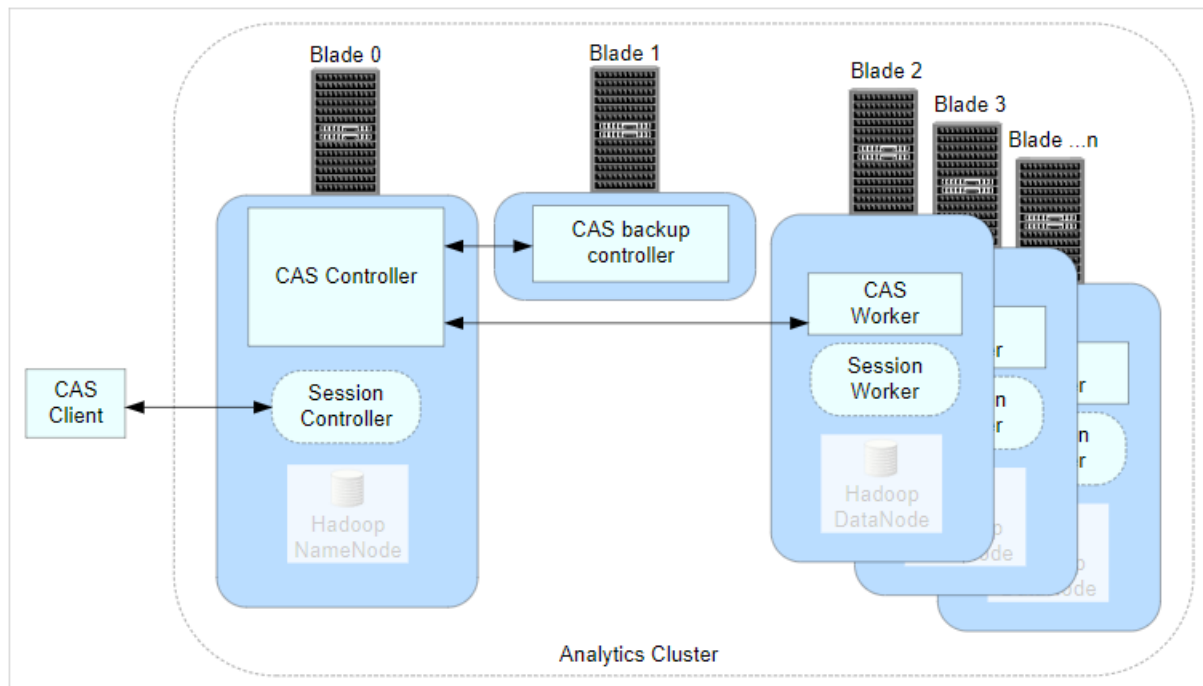 Blade 0
Blade 1
Blade 2
Blade 3
Blade ...n
CAS Controller
CAS backup
controller
CAS
Worker
Session
Worker
Hadoop
DataNode
CAS
Client
Session
Controller
Hadoop
NameNode
Analytics Cluster